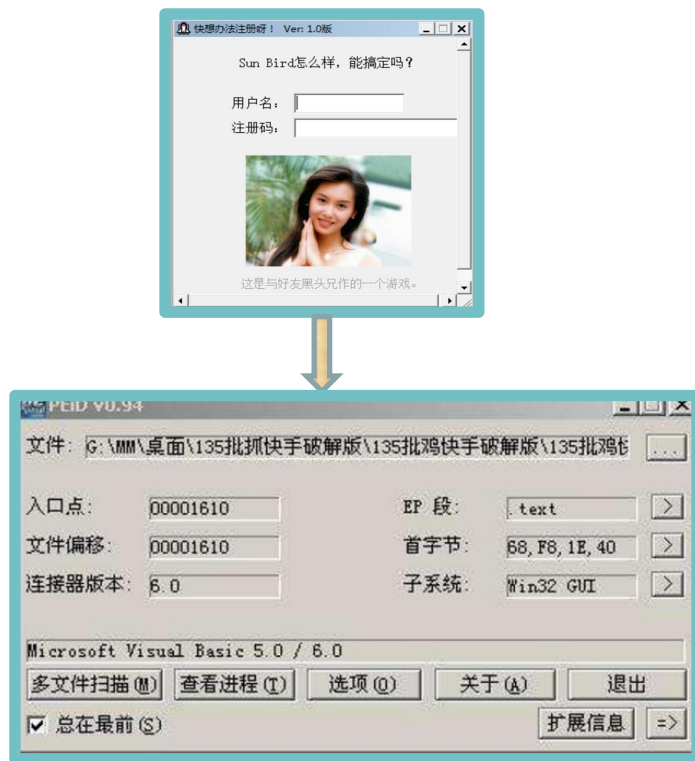 快想办法注册呀！ Ver: 1.0版
Sun Bird怎么样，能搞定吗？
用户名：
注册码：
这是与好友黑头兄作的一个游戏。
PEiD v0.94
文件: G:\MM\桌面\135批抓快手破解版\135批鸡快手破解版\135批鸡
...
入口点: 00001610 EP 段: .text >
文件偏移: 00001610 首字节: 68,F8,1E,40 >
连接器版本: 6.0 子系统: Win32 GUI >
Microsoft Visual Basic 5.0 / 6.0
多文件扫描(M) 查看进程(T) 选项(O) 关于(A) 退出
总在最前(S) 扩展信息 =>